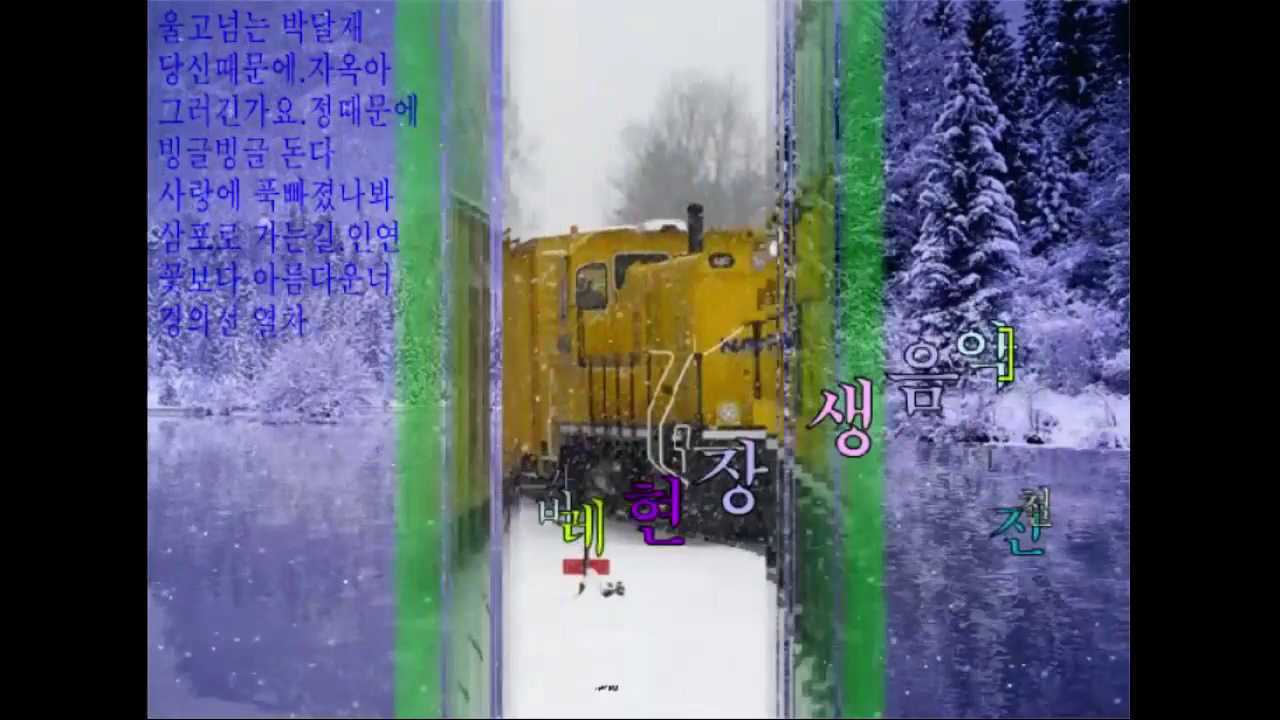 울고넘는 박달재
당신때문에.자옥아
그러긴가요.정때문에
빙글빙글 돈다
사랑에 푹빠졌나봐
삼포로 가는길.인연
꽃보다 아름다운너
경의선 열차
음악
생
장
현
진